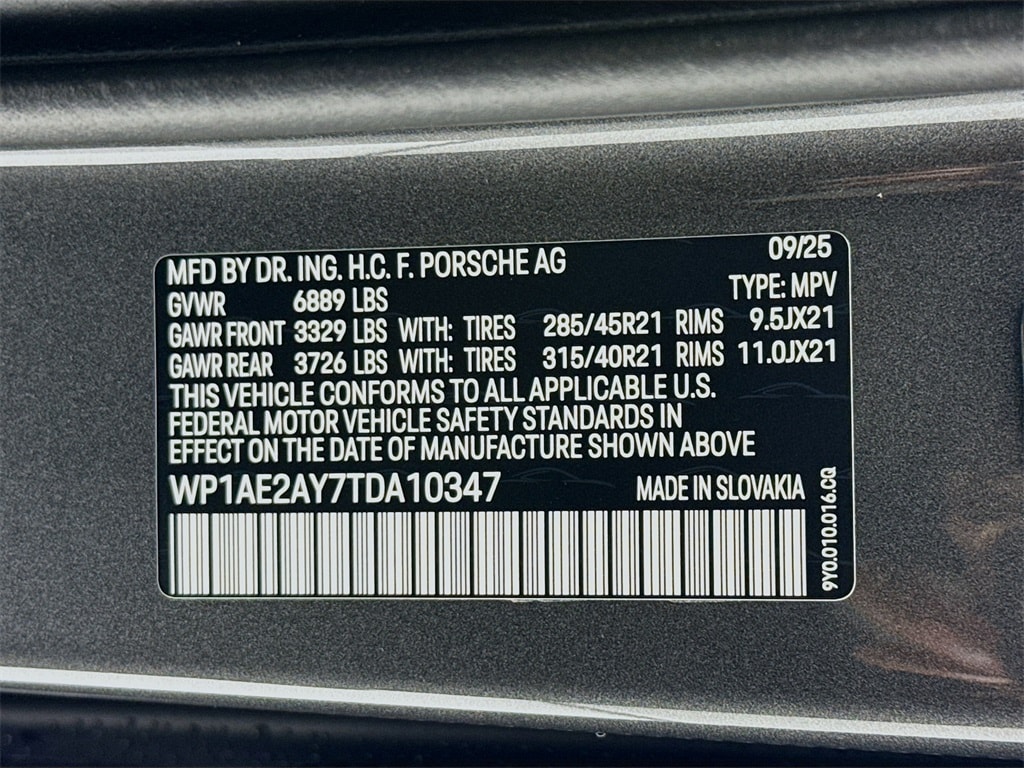 MFD BY DR. ING. H.C. F. PORSCHE AG 09/25
GVWR 6889 LBS TYPE: MPV
GAWR FRONT 3329 LBS WITH: TIRES 285/45R21 RIMS 9.5JX21
GAWR REAR 3726 LBS WITH: TIRES 315/40R21 RIMS 11.0JX21
THIS VEHICLE CONFORMS TO ALL APPLICABLE U.S.
FEDERAL MOTOR VEHICLE SAFETY STANDARDS IN
EFFECT ON THE DATE OF MANUFACTURE SHOWN ABOVE
WP1AE2AY7TDA10347 MADE IN SLOVAKIA
9Y0.010.016.CQ